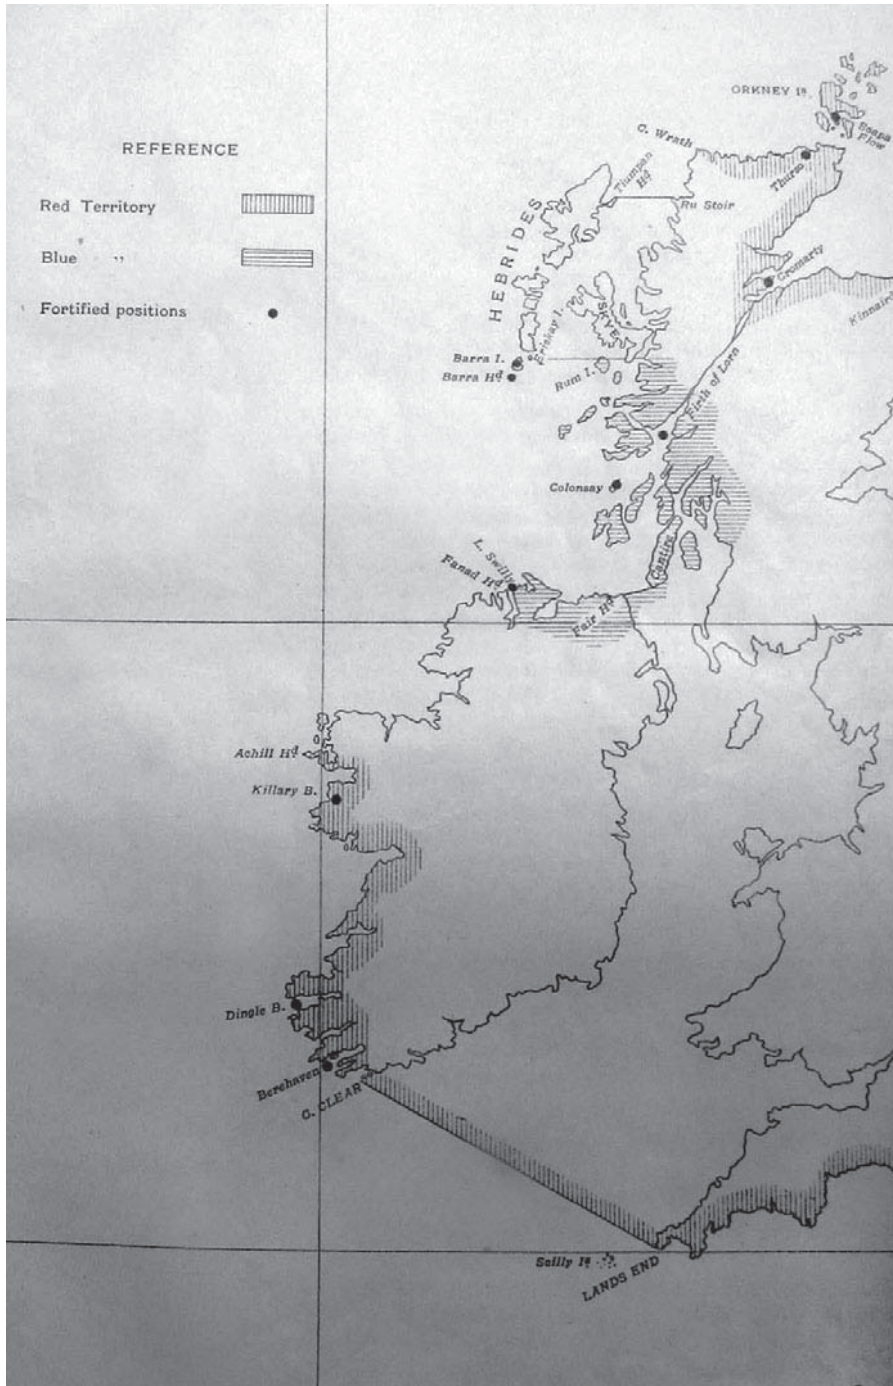 REFERENCE
Red Territory
Blue ,,
Fortified positions
ORKNEY Is.
Scapa Flow
C. Wrath
Thurso
Tiumpan Hd
Ru Stoir
HEBRIDES
Cromarty
SKYE
Eriskay I.
Barra I.
Barra Hd
Rum I.
Firth of Lorn
Colonsay
L. Swilly
Fanad Hd
Cantire
Fair Hd
Achill Hd
Killary B.
Dingle B.
Berehaven
C. CLEAR
Scilly Is
LANDS END